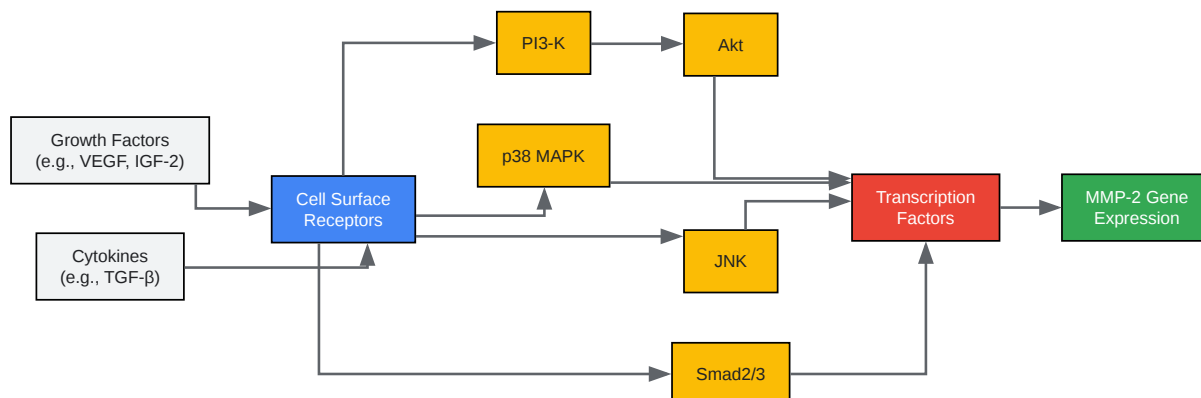 PI3-K
Akt
Growth Factors
(e.g., VEGF, IGF-2)
p38 MAPK
Cell Surface
Receptors
Transcription
Factors
MMP-2 Gene
Expression
Cytokines
(e.g., TGF-β)
JNK
Smad2/3